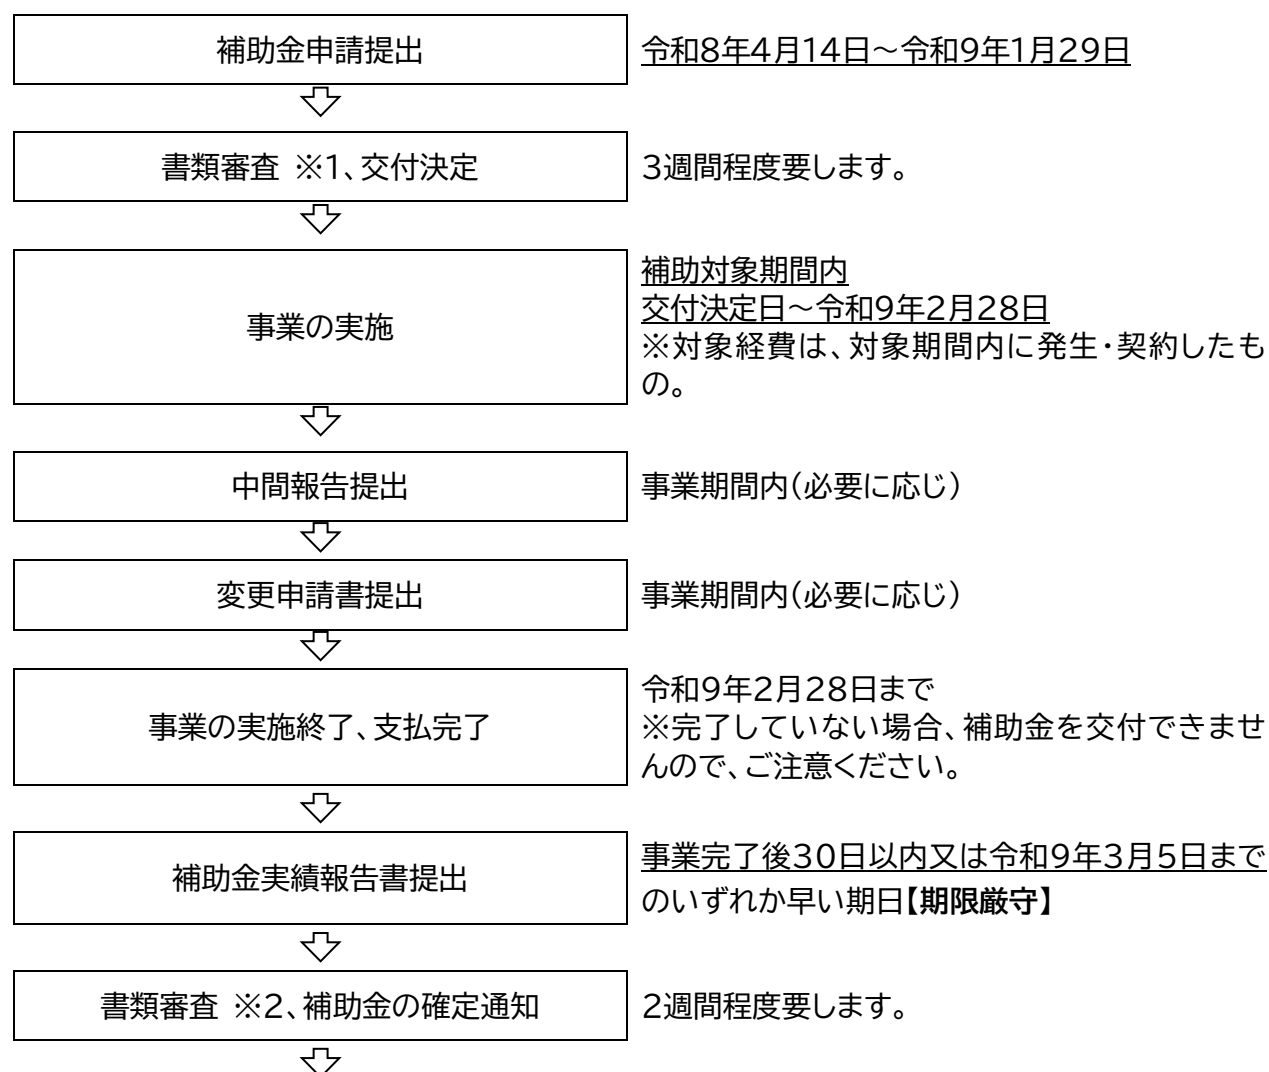 補助金申請提出
令和8年4月14日～令和9年1月29日
書類審査 ※1、交付決定
3週間程度要します。
事業の実施
補助対象期間内
交付決定日～令和9年2月28日
※対象経費は、対象期間内に発生・契約したも
の。
中間報告提出
事業期間内（必要に応じ）
変更申請書提出
事業期間内（必要に応じ）
事業の実施終了、支払完了
令和9年2月28日まで
※完了していない場合、補助金を交付できませ
んので、ご注意ください。
補助金実績報告書提出
事業完了後30日以内又は令和9年3月5日まで
のいずれか早い期日【期限厳守】
書類審査 ※2、補助金の確定通知
2週間程度要します。